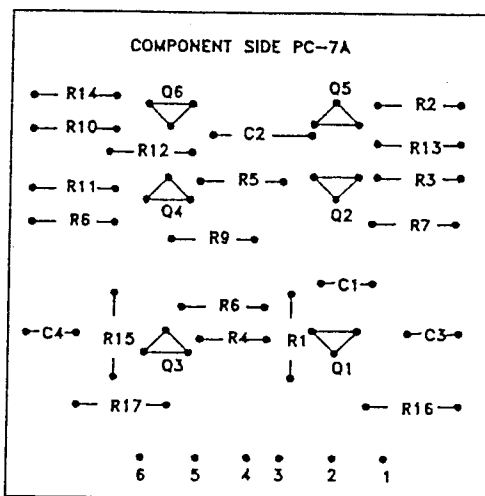 COMPONENT SIDE PC-7A
R14 Q6 Q5 R2
R10 C2 R13
R12
R11 R5 R3
Q4 Q2
R6 R9 R7
C1
R6
C4 R15 R4 R1 C3
Q3 Q1
R17 R16
6 5 4 3 2 1